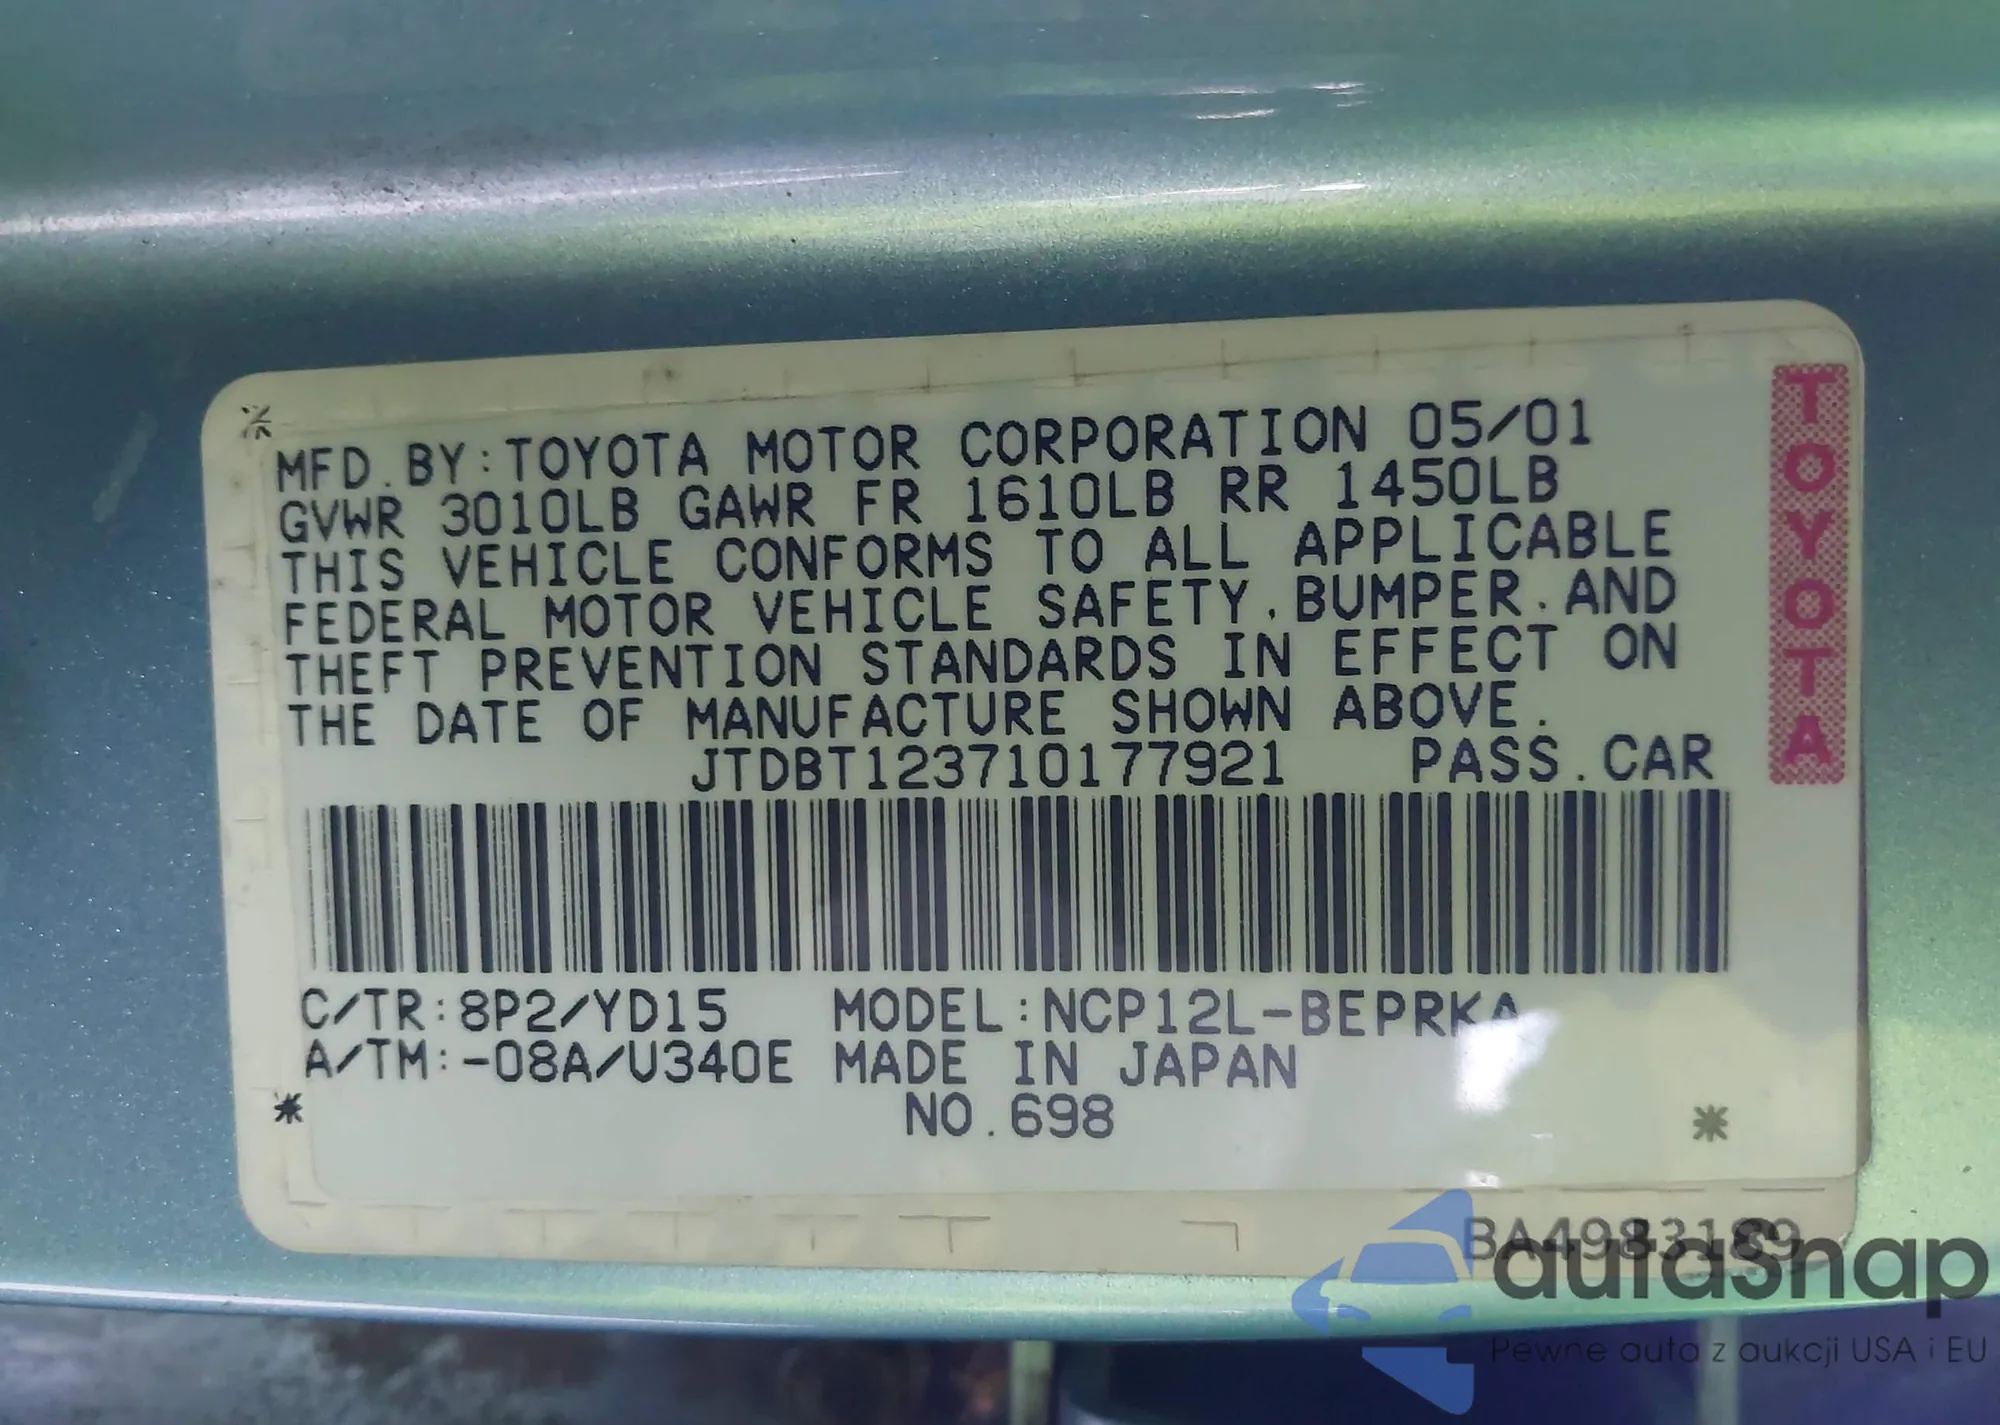 MFD.BY:TOYOTA MOTOR CORPORATION 05/01
GVWR 3010LB GAWR FR 1610LB RR 1450LB
THIS VEHICLE CONFORMS TO ALL APPLICABLE
FEDERAL MOTOR VEHICLE SAFETY,BUMPER.AND
THEFT PREVENTION STANDARDS IN EFFECT ON
THE DATE OF MANUFACTURE SHOWN ABOVE.
JTDBT123710177921 PASS.CAR
C/TR:8P2/YD15 MODEL:NCP12L-BEPRKA
A/TM:-08A/U340E MADE IN JAPAN
NO.698
TOYOTA
BA4983189
autaSnap
Pewne auta z aukcji USA i EU